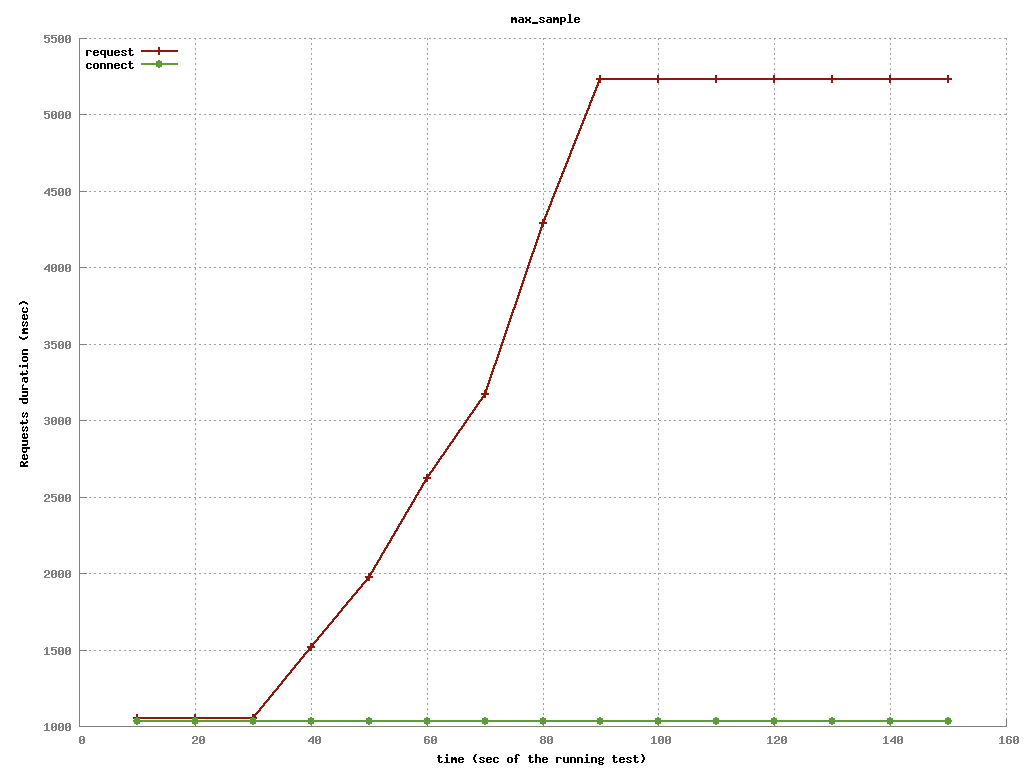 max_sample
5500
request
connect
5000
4500
4000
3500
Requests duration (msec)
3000
2500
2000
1500
1000
0 20 40 60 80 100 120 140 160
time (sec of the running test)